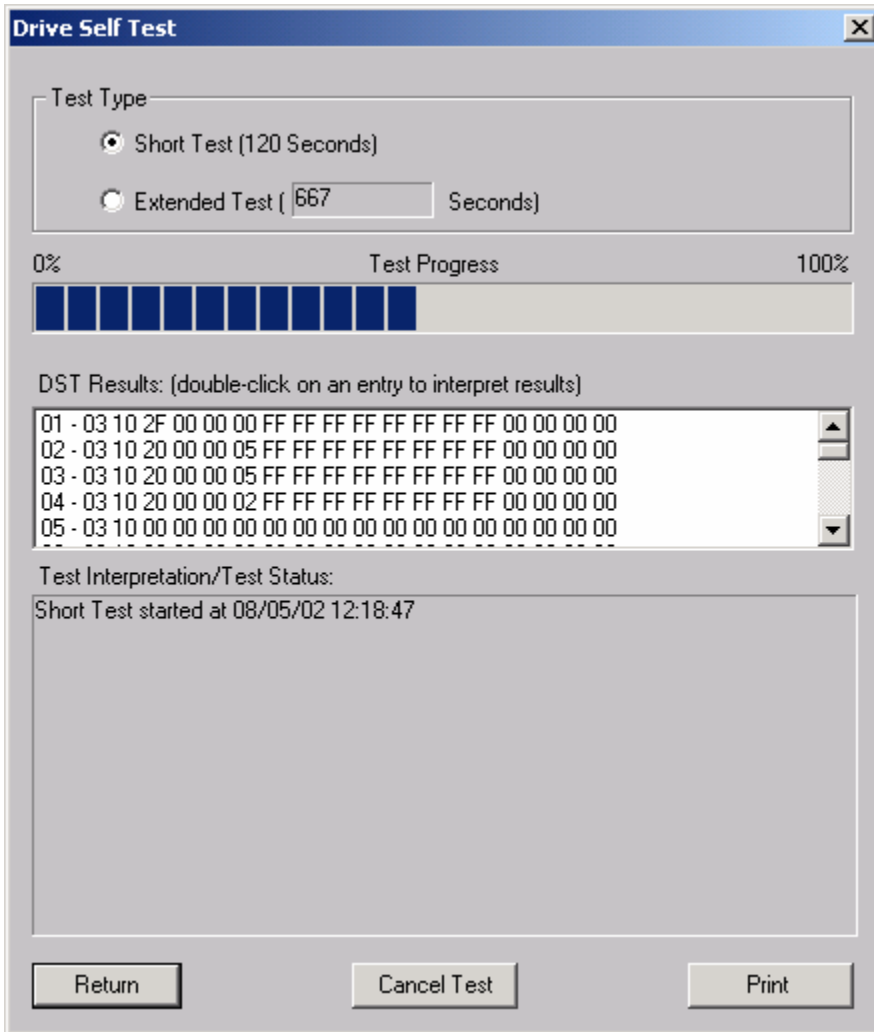 Drive Self Test
Test Type
Short Test (120 Seconds)
Extended Test ( 667 Seconds)
0% Test Progress 100%
DST Results: (double-click on an entry to interpret results)
01 - 03 10 2F 00 00 00 FF FF FF FF FF FF FF FF 00 00 00 00
02 - 03 10 20 00 00 05 FF FF FF FF FF FF FF FF 00 00 00 00
03 - 03 10 20 00 00 05 FF FF FF FF FF FF FF FF 00 00 00 00
04 - 03 10 20 00 00 02 FF FF FF FF FF FF FF FF 00 00 00 00
05 - 03 10 00 00 00 00 00 00 00 00 00 00 00 00 00 00 00 00
Test Interpretation/Test Status:
Short Test started at 08/05/02 12:18:47
Return Cancel Test Print